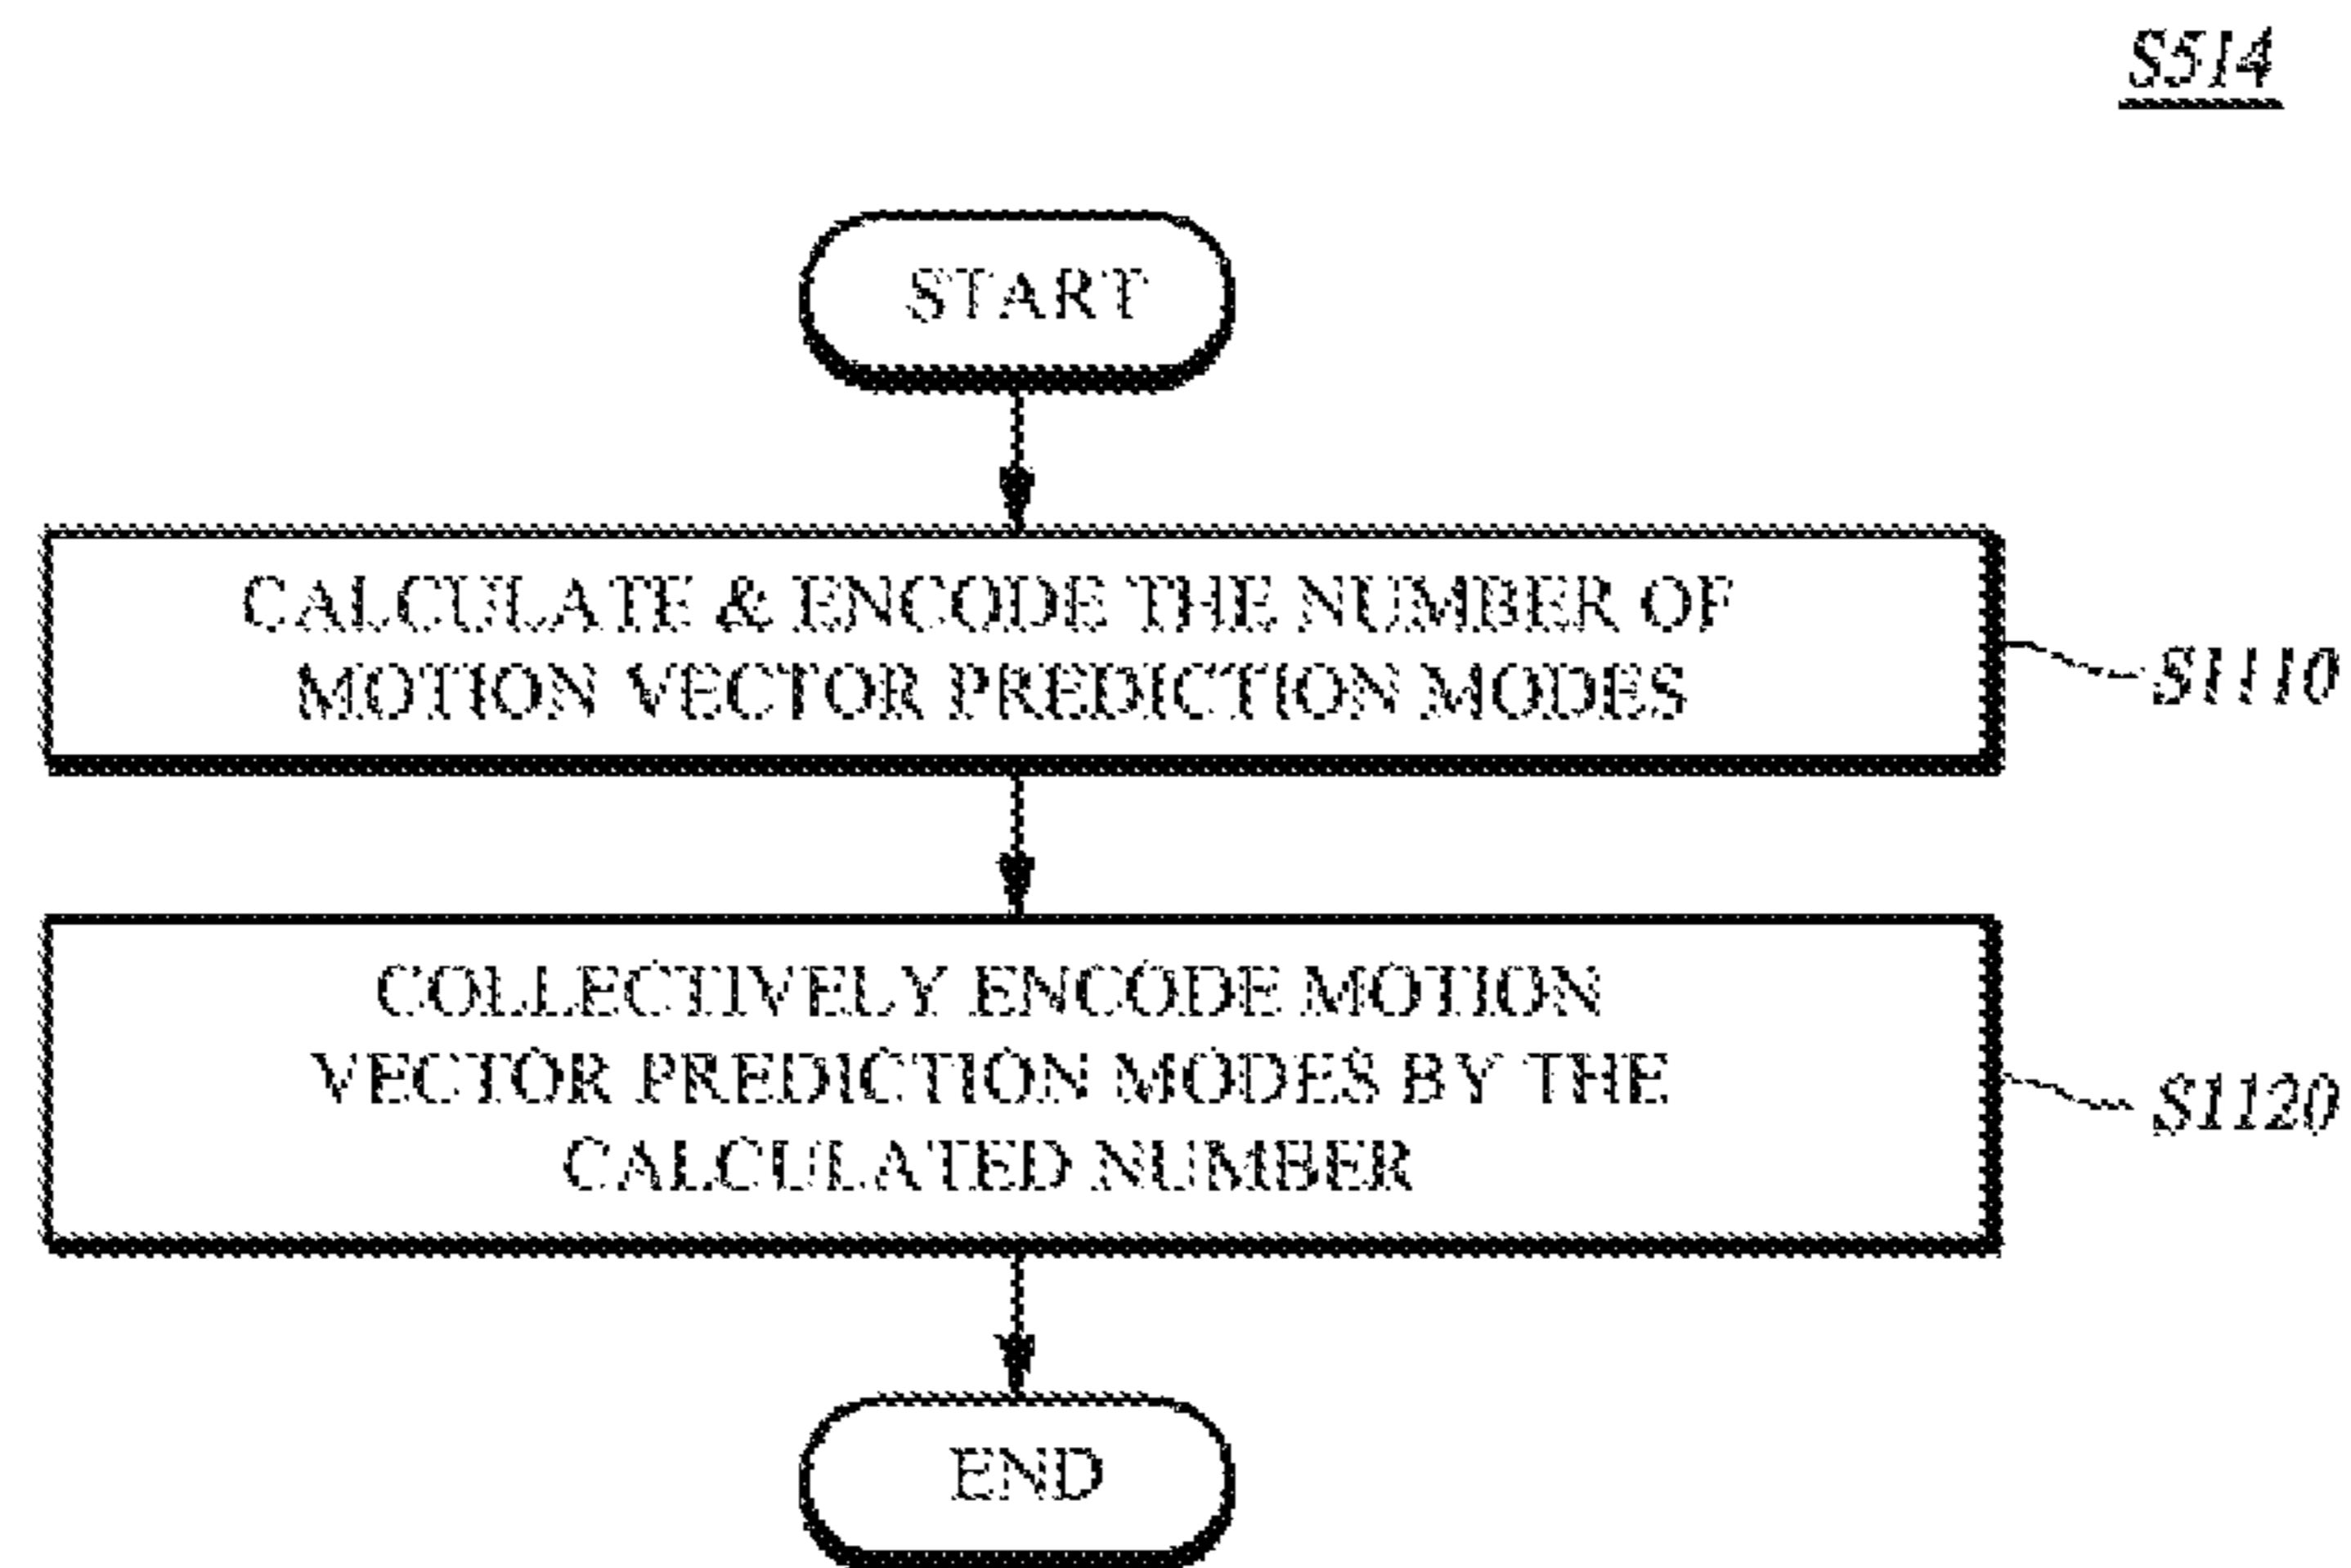 S514
START
CALCULATE & ENCODE THE NUMBER OF
MOTION VECTOR PREDICTION MODES
S1110
COLLECTIVELY ENCODE MOTION
VECTOR PREDICTION MODES BY THE
CALCULATED NUMBER
S1120
END